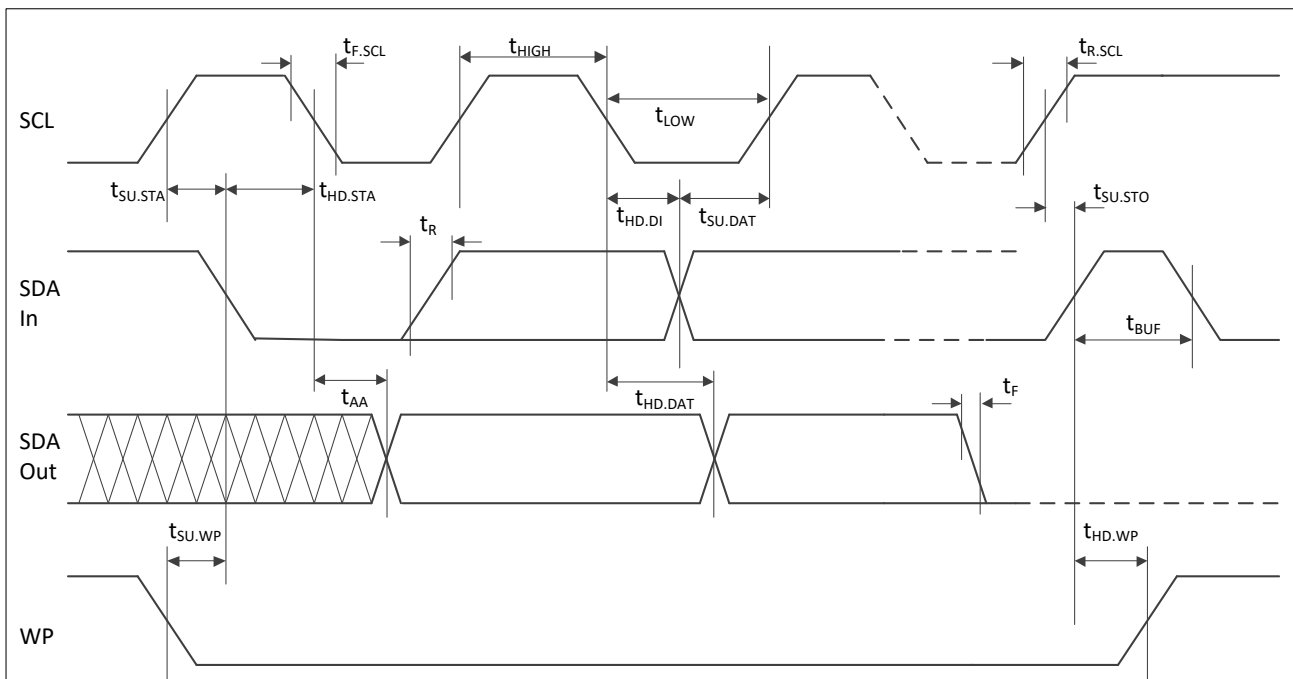 tF.SCL
tHIGH
tR.SCL
SCL
tLOW
tSU.STA
tHD.STA
tHD.DI
tSU.DAT
tSU.STO
tR
SDA
In
tBUF
tAA
tHD.DAT
tF
SDA
Out
tSU.WP
tHD.WP
WP